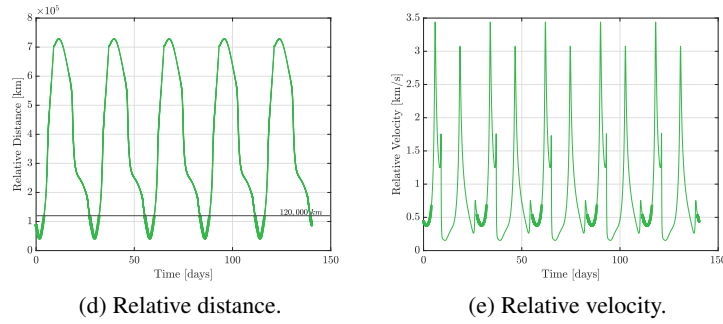 8 ×10⁵
7
6
5
4
3
2
1
0
Relative Distance [km]
120,000 km
0 50 100 150
Time [days]
(d) Relative distance.
3.5
3
2.5
2
1.5
1
0.5
0
Relative Velocity [km/s]
0 50 100 150
Time [days]
(e) Relative velocity.